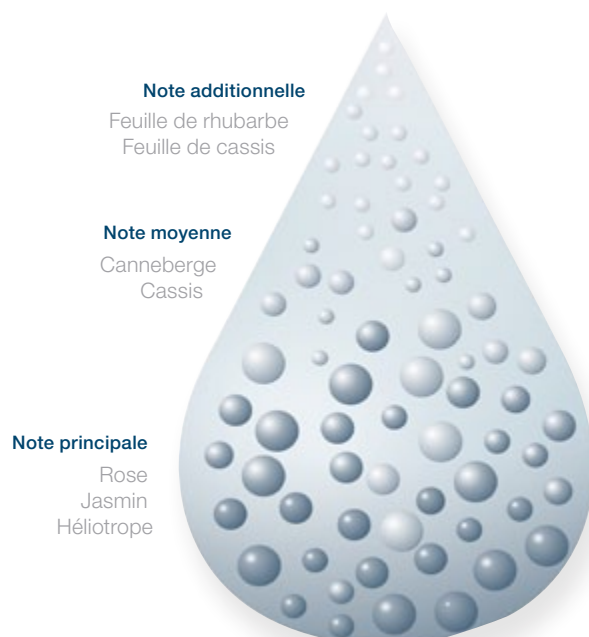 Note additionnelle
Feuille de rhubarbe
Feuille de cassis
Note moyenne
Canneberge
Cassis
Note principale
Rose
Jasmin
Héliotrope